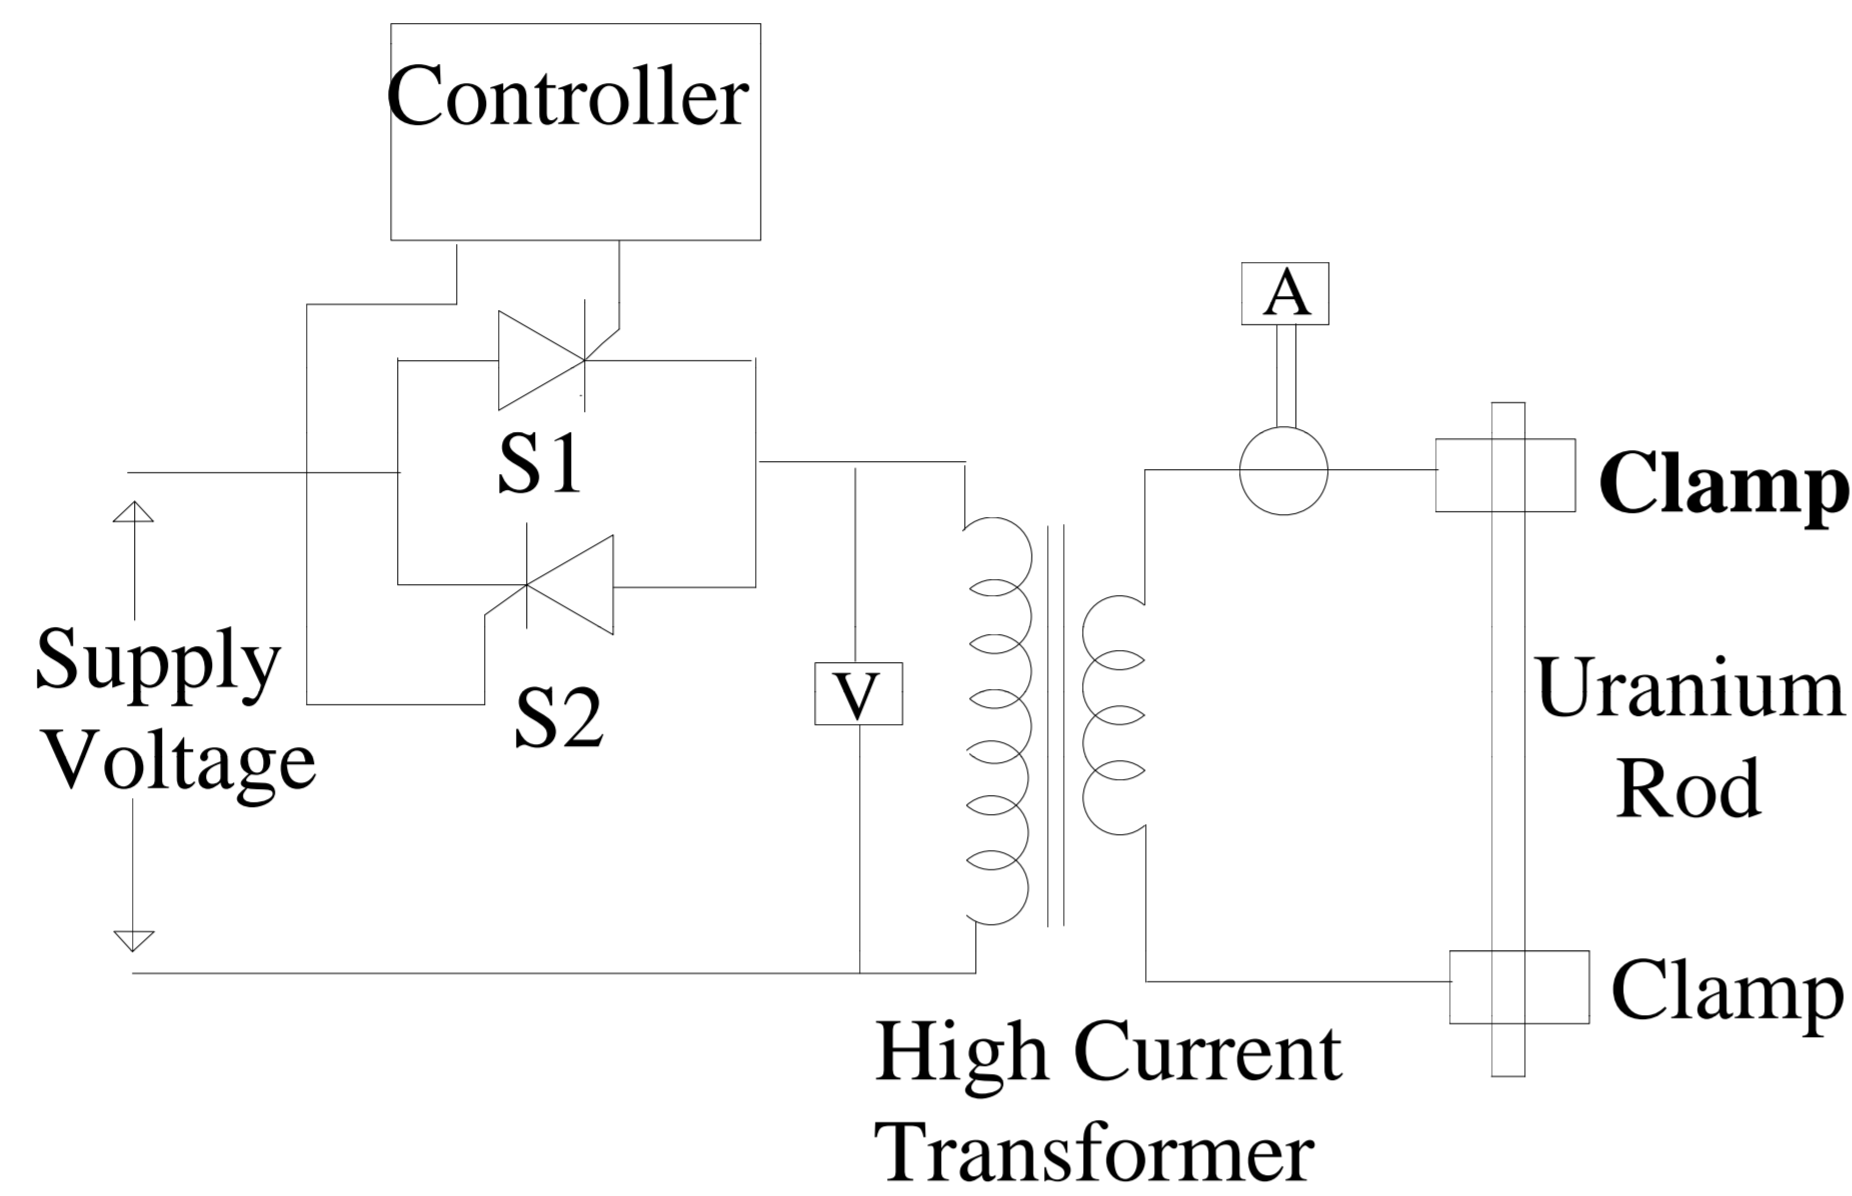 Controller
A
S1
Clamp
Supply
Voltage
S2
V
Uranium
Rod
Clamp
High Current
Transformer